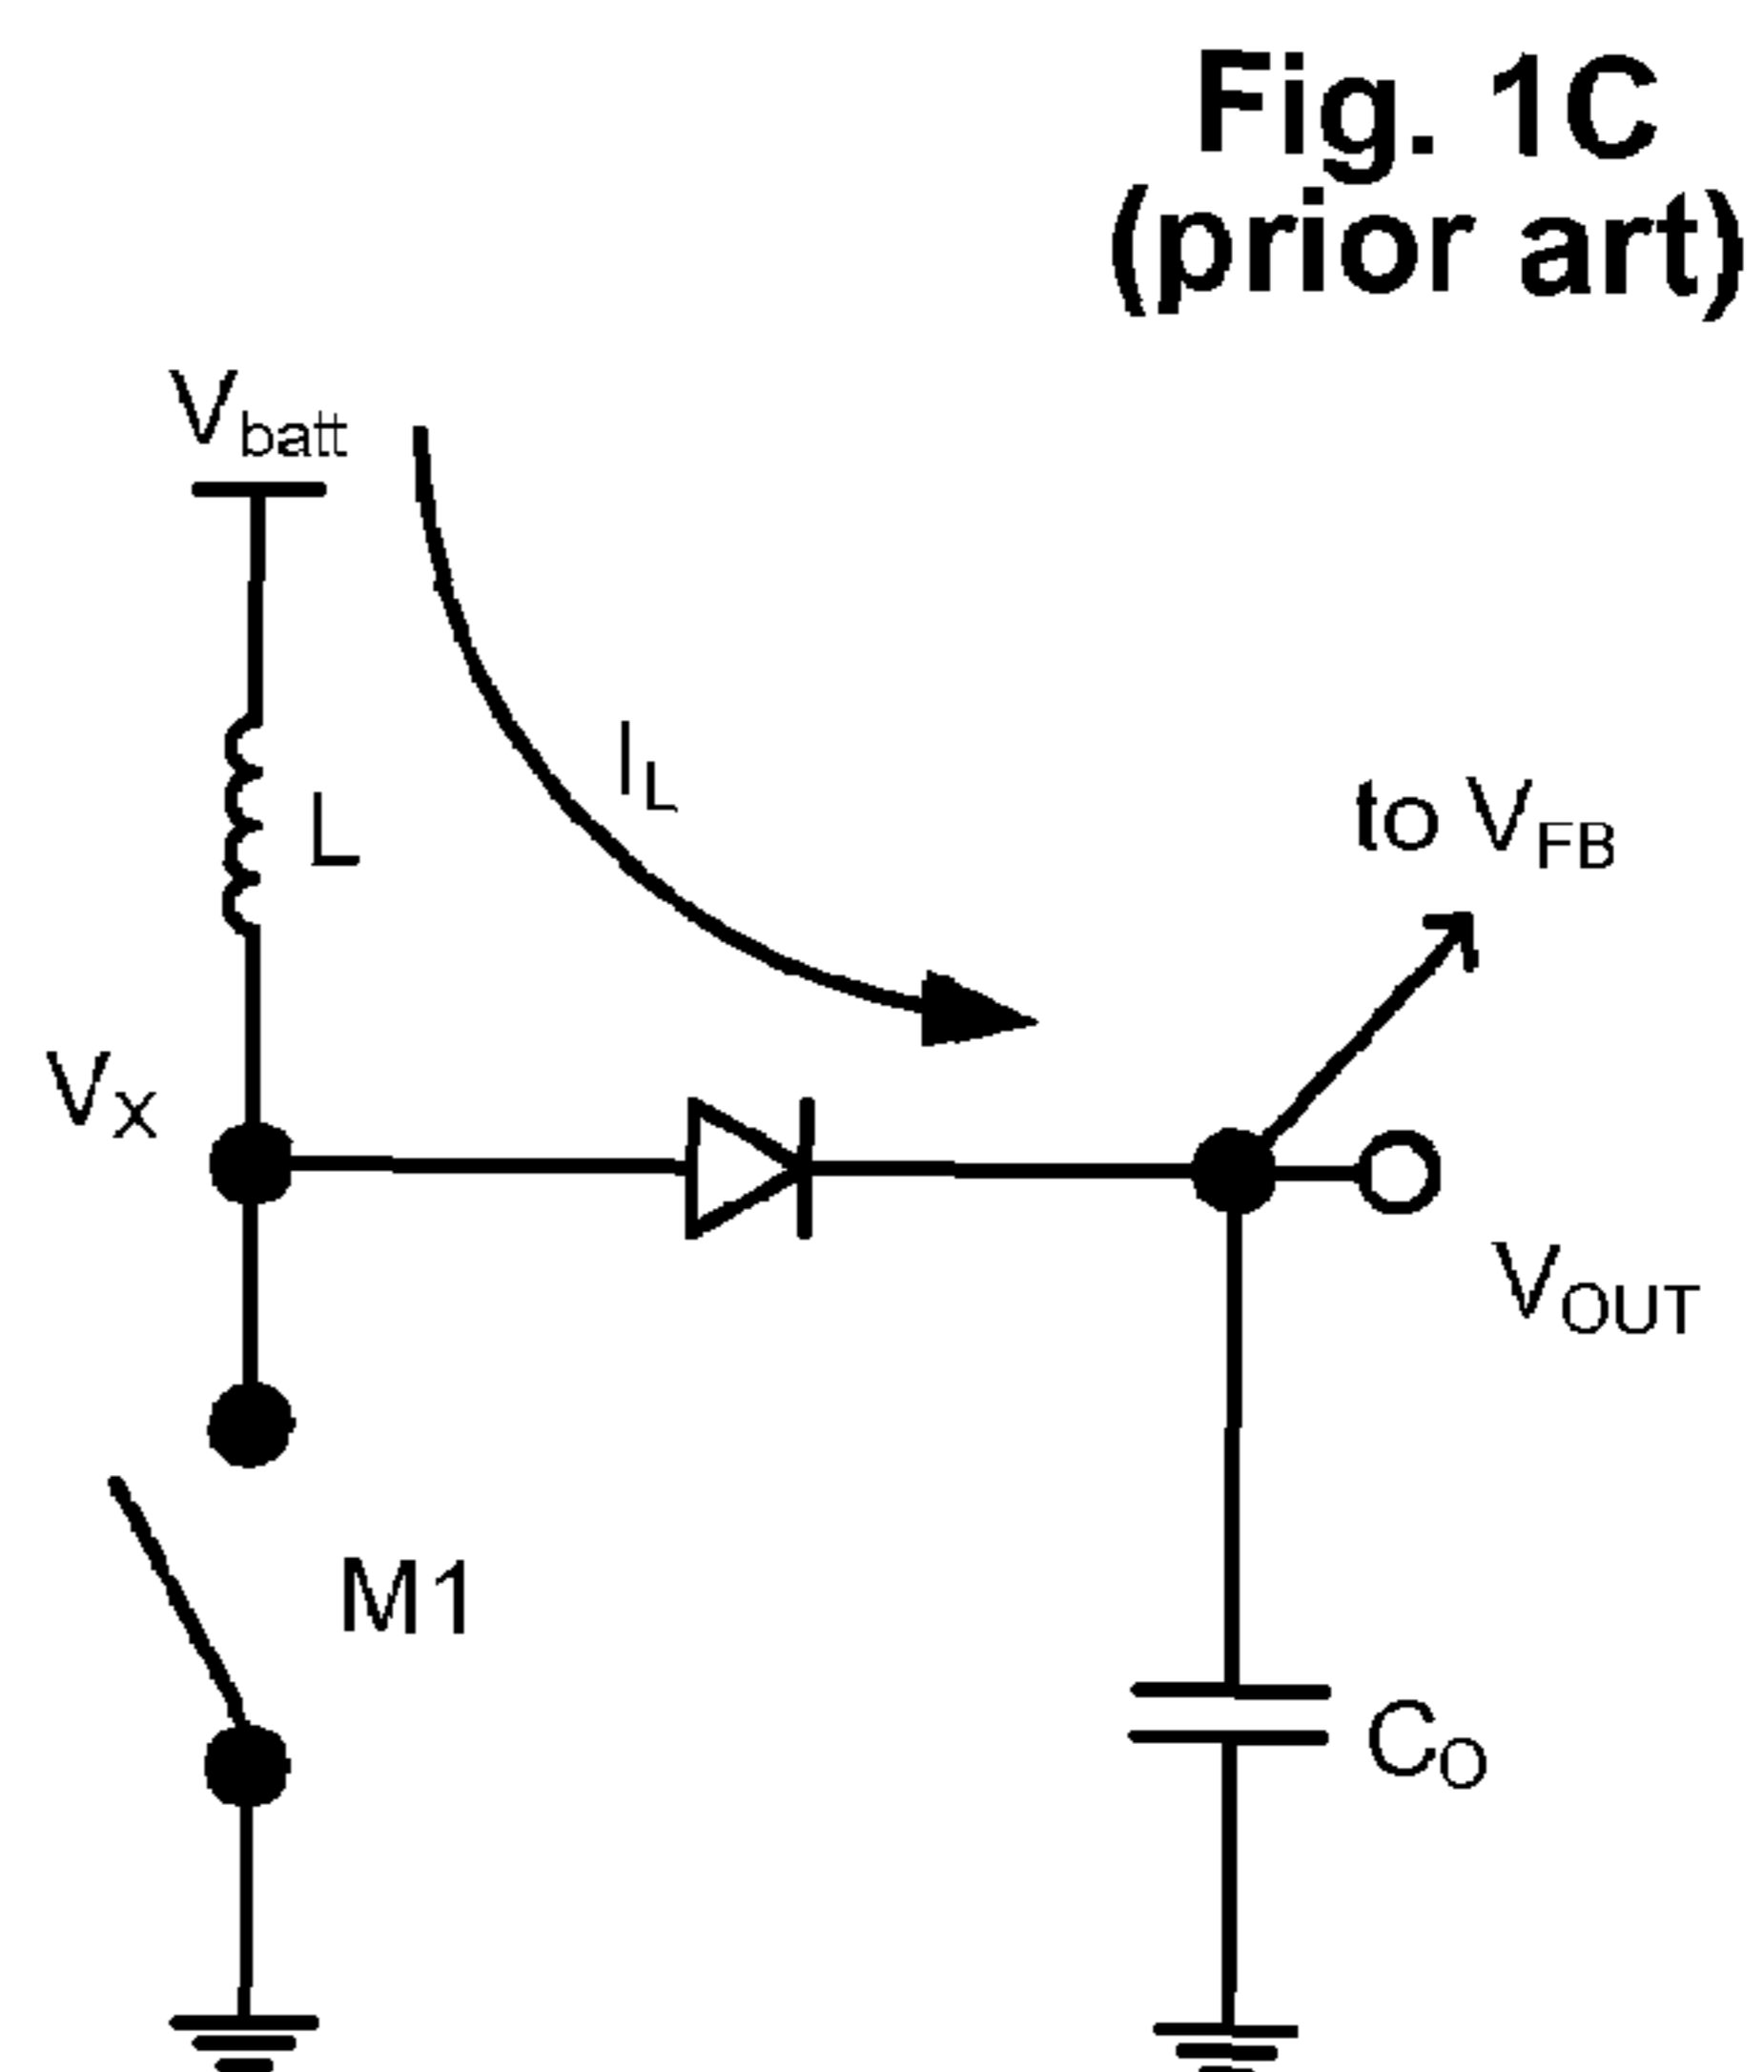 Fig. 1C
(prior art)
Vbatt
IL
L
to VFB
VX
VOUT
M1
CO